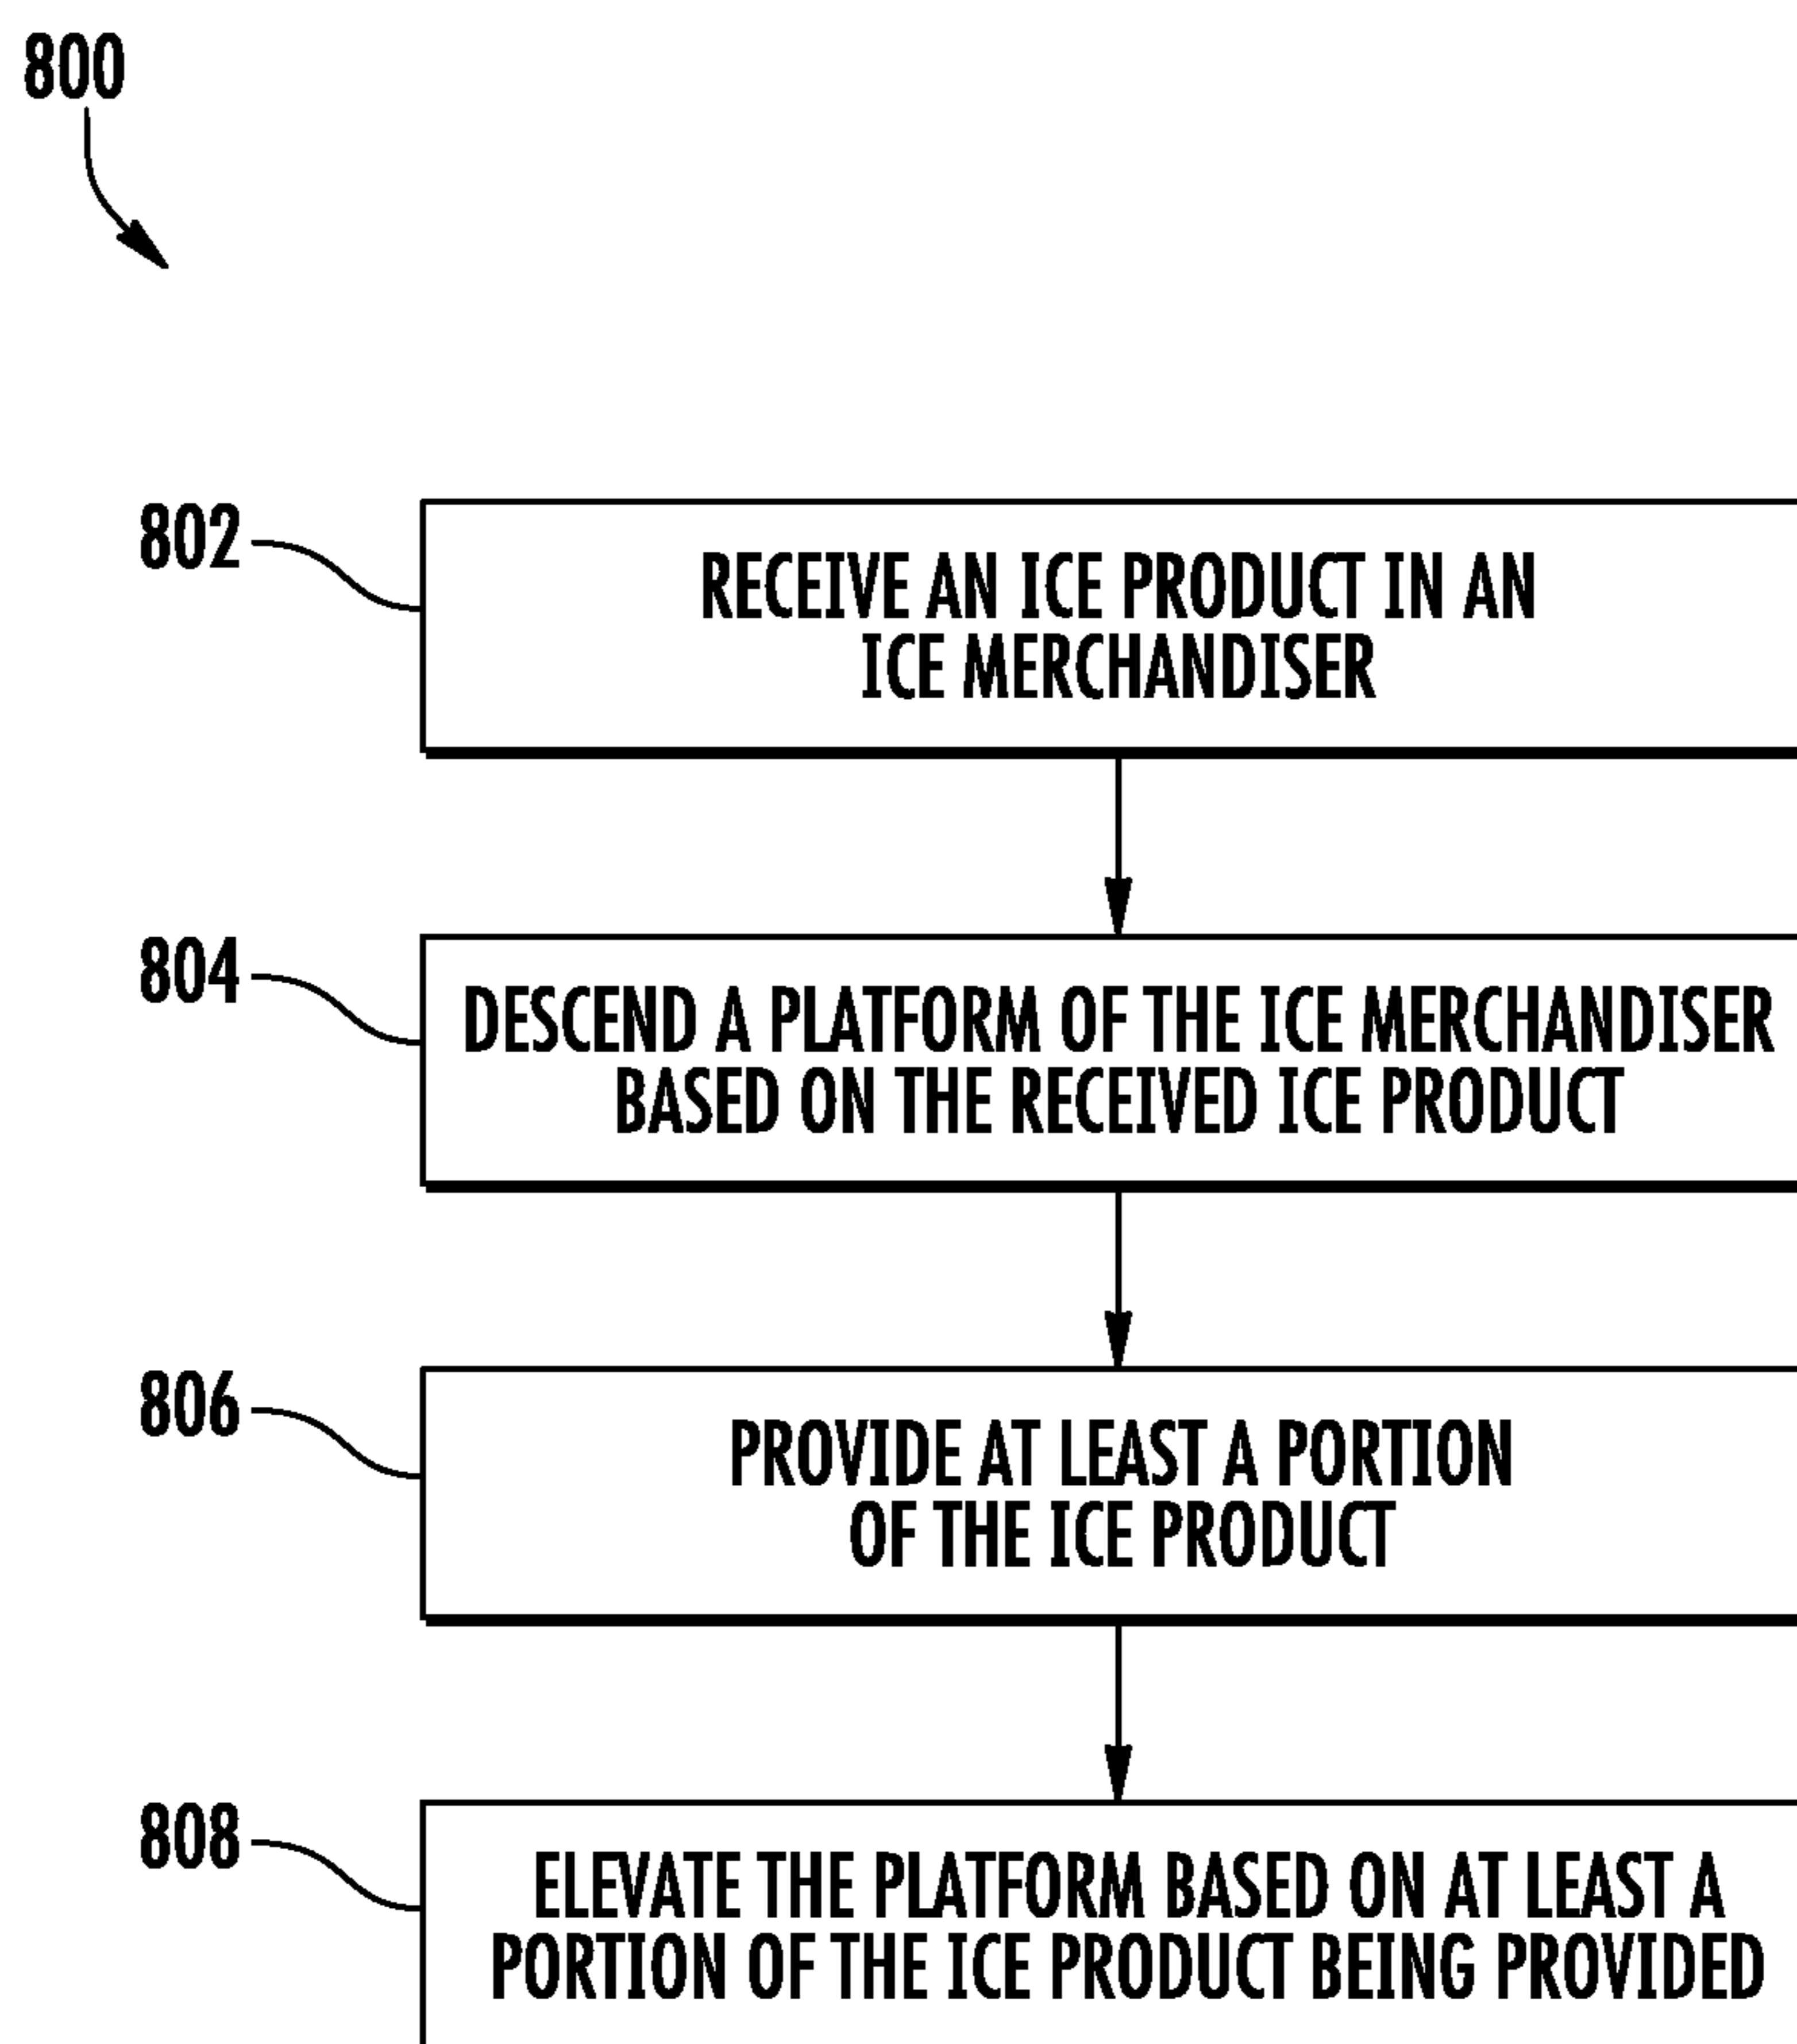 800
802
RECEIVE AN ICE PRODUCT IN AN
ICE MERCHANDISER
804
DESCEND A PLATFORM OF THE ICE MERCHANDISER
BASED ON THE RECEIVED ICE PRODUCT
806
PROVIDE AT LEAST A PORTION
OF THE ICE PRODUCT
808
ELEVATE THE PLATFORM BASED ON AT LEAST A
PORTION OF THE ICE PRODUCT BEING PROVIDED